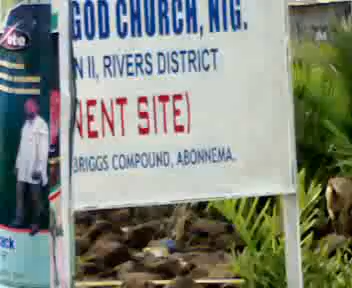 GOD CHURCH, NIG.
N II, RIVERS DISTRICT
NENT SITE)
BRIGGS COMPOUND, ABONNEMA.